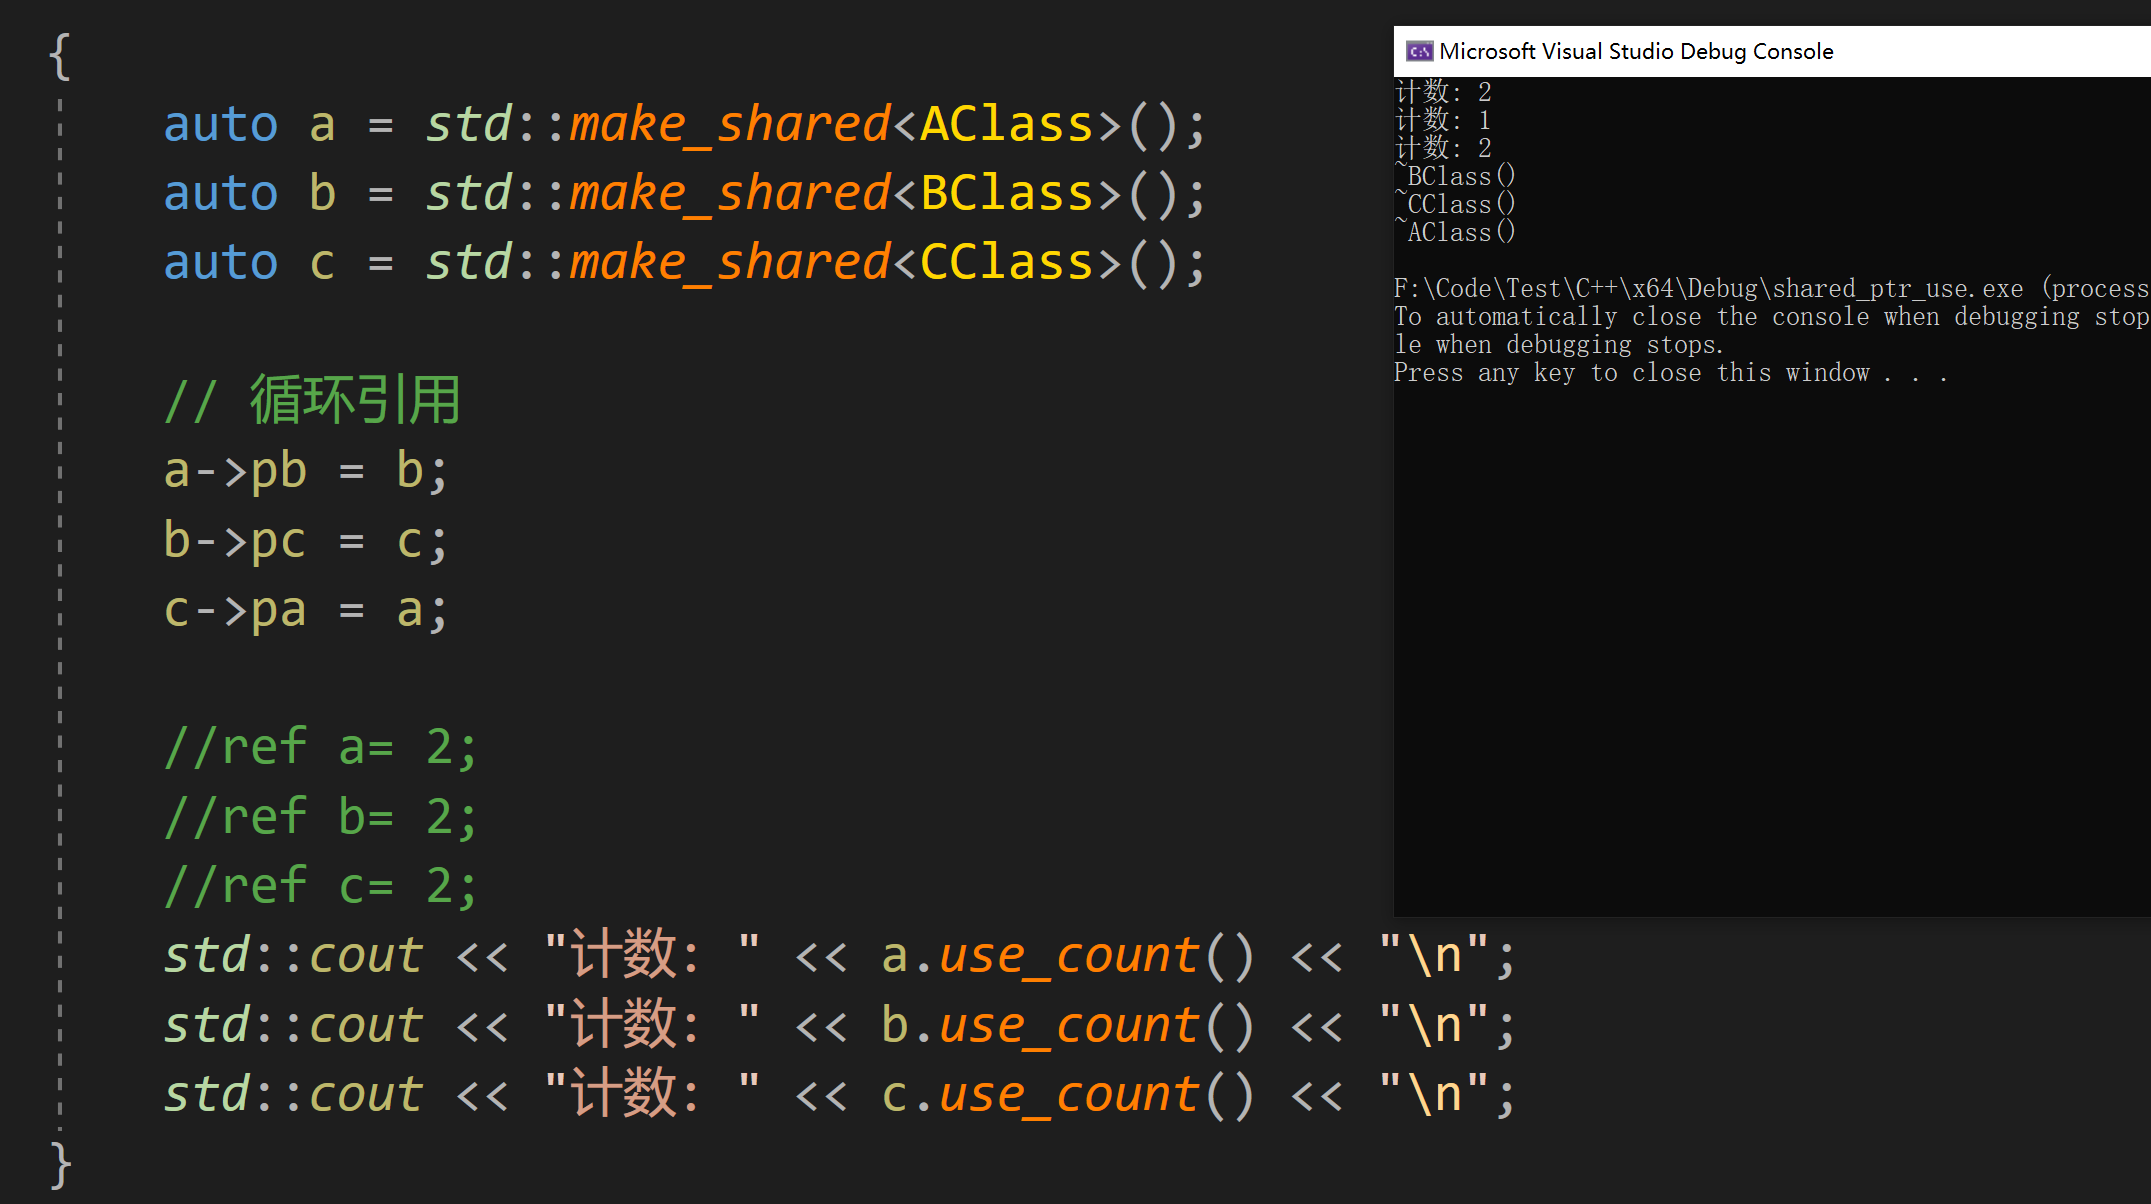 {
auto a = std::make_shared<AClass>();
auto b = std::make_shared<BClass>();
auto c = std::make_shared<CClass>();
// 循环引用
a->pb = b;
b->pc = c;
c->pa = a;
//ref a= 2;
//ref b= 2;
//ref c= 2;
std::cout << "计数: " << a.use_count() << "\n";
std::cout << "计数: " << b.use_count() << "\n";
std::cout << "计数: " << c.use_count() << "\n";
}
Microsoft Visual Studio Debug Console
计数: 2
计数: 1
计数: 2
~BClass()
~CClass()
~AClass()
F:\Code\Test\C++\x64\Debug\shared_ptr_use.exe (process
To automatically close the console when debugging stop
le when debugging stops.
Press any key to close this window . . .